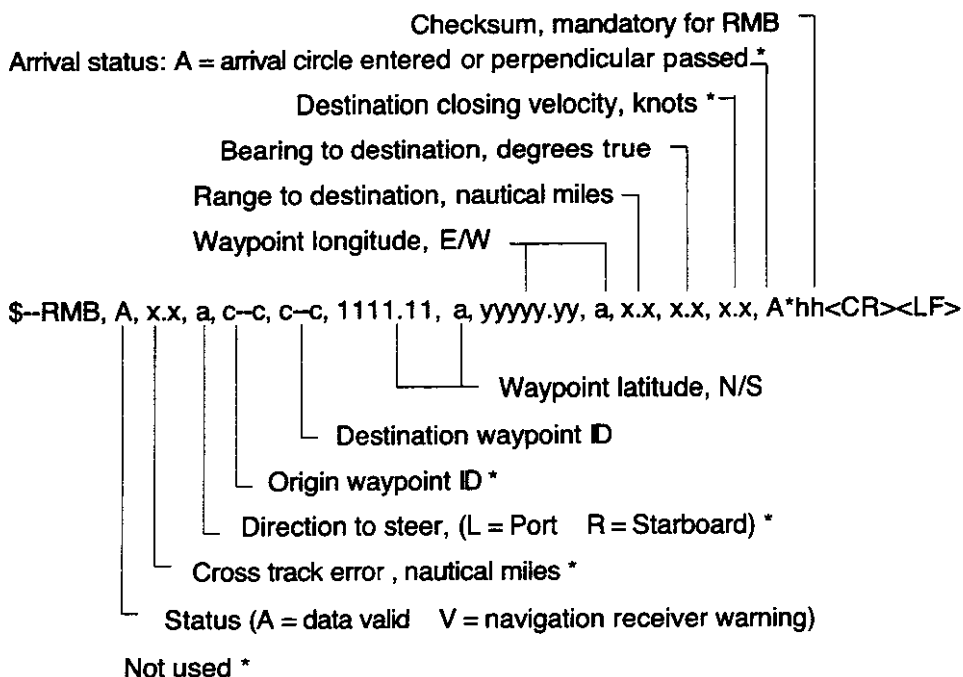 Checksum, mandatory for RMB
Arrival status: A = arrival circle entered or perpendicular passed *
Destination closing velocity, knots *
Bearing to destination, degrees true
Range to destination, nautical miles
Waypoint longitude, E/W
$--RMB, A, x.x, a, c--c, c--c, 1111.11, a, yyyyy.yy, a, x.x, x.x, x.x, A*hh<CR><LF>
Waypoint latitude, N/S
Destination waypoint ID
Origin waypoint ID *
Direction to steer, (L = Port R = Starboard) *
Cross track error , nautical miles *
Status (A = data valid V = navigation receiver warning)
Not used *